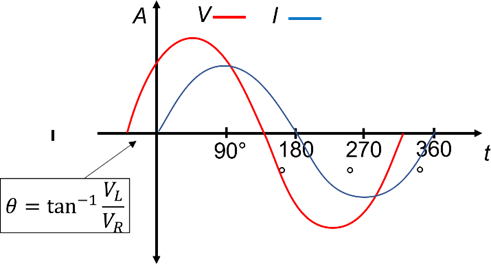 A V I
I
90° 180° 270° 360° t
θ = tan⁻¹ V_L/V_R